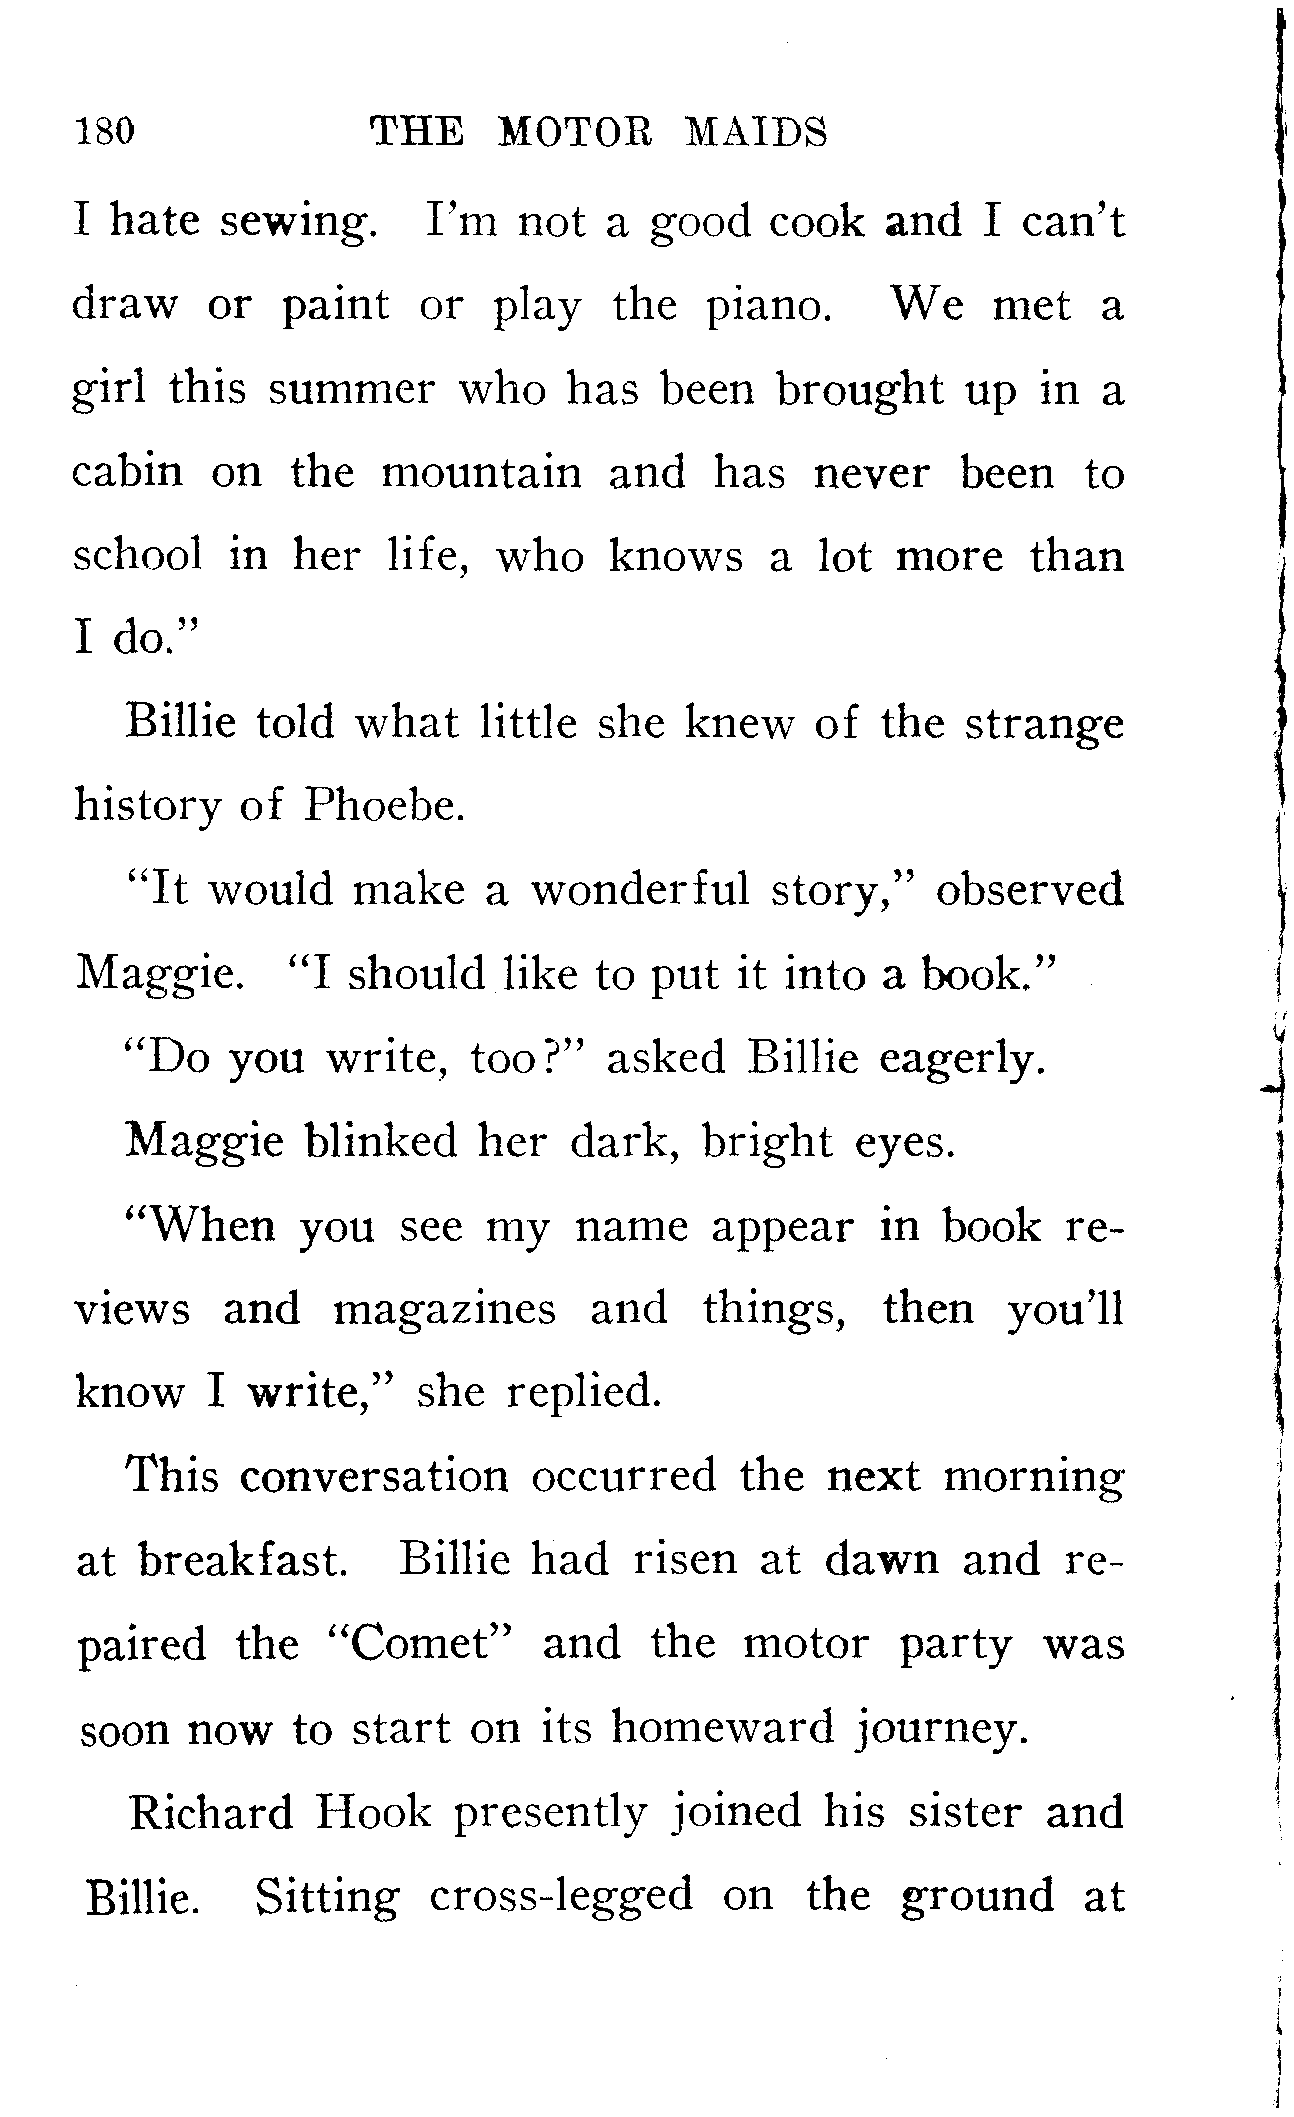 180 THE MOTOR MAIDS
I hate sewing. I'm not a good cook and I can't
draw or paint or play the piano. We met a
girl this summer who has been brought up in a
cabin on the mountain and has never been to
school in her life, who knows a lot more than
I do."
Billie told what little she knew of the strange
history of Phoebe.
"It would make a wonderful story," observed
Maggie. "I should like to put it into a book."
"Do you write, too?" asked Billie eagerly.
Maggie blinked her dark, bright eyes.
"When you see my name appear in book re-
views and magazines and things, then you'll
know I write," she replied.
This conversation occurred the next morning
at breakfast. Billie had risen at dawn and re-
paired the "Comet" and the motor party was
soon now to start on its homeward journey.
Richard Hook presently joined his sister and
Billie. Sitting cross-legged on the ground at